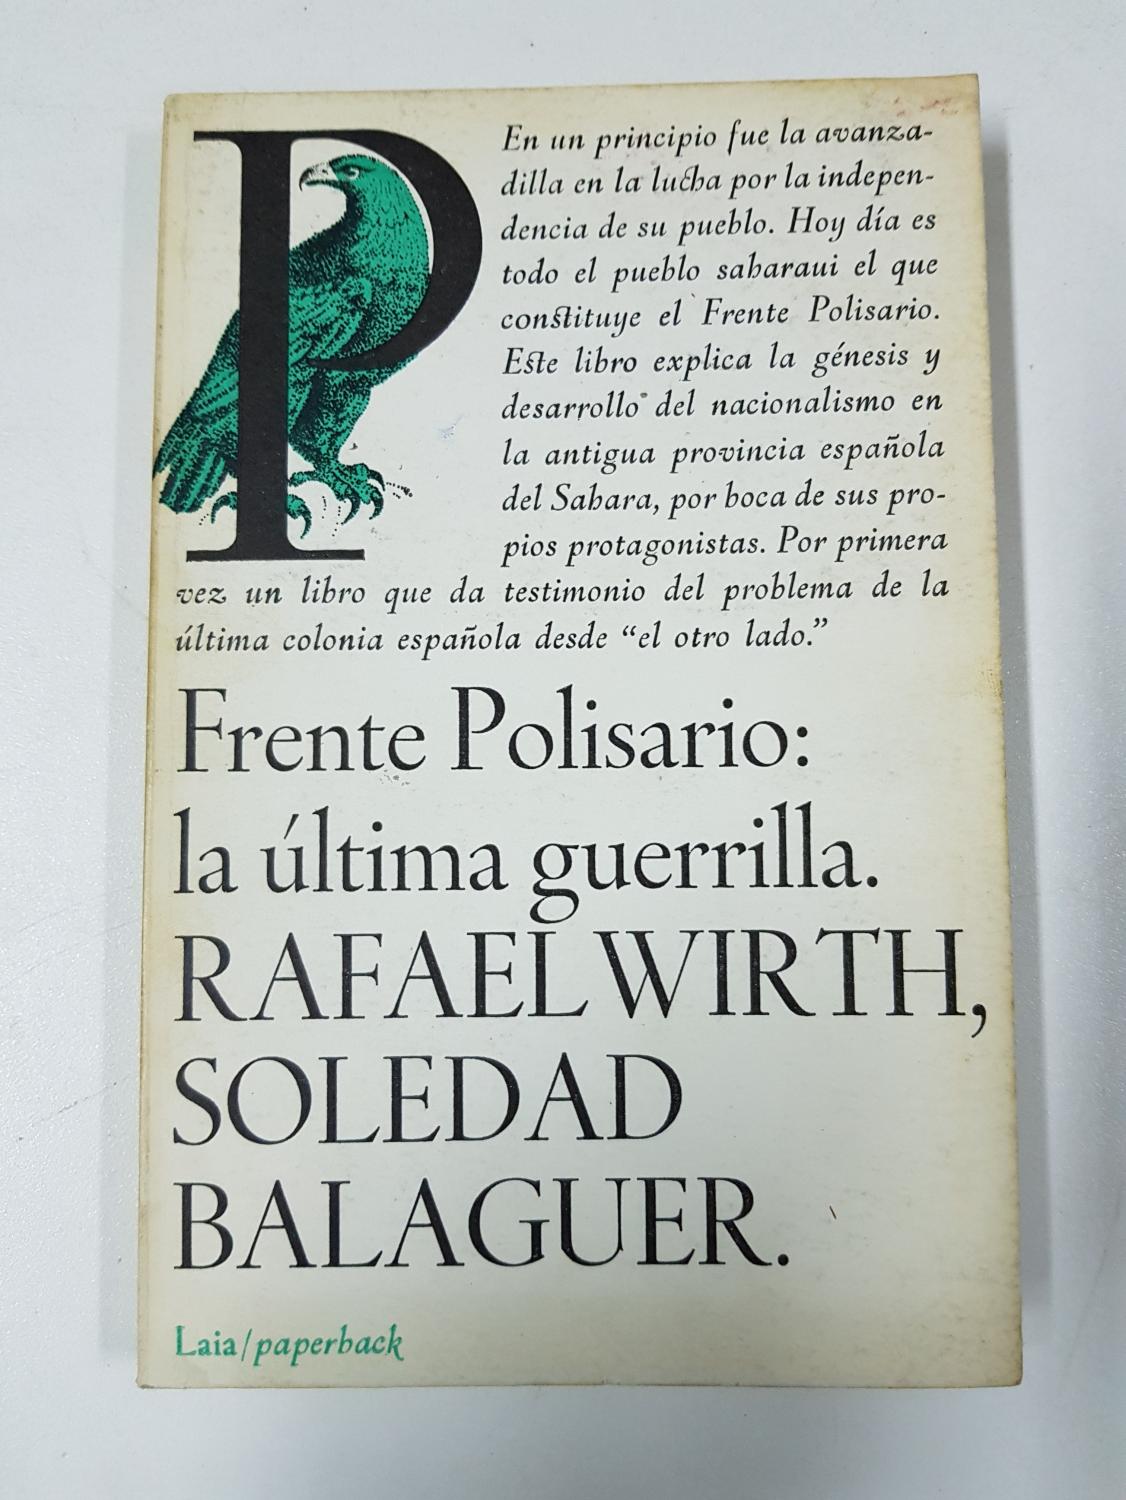 P
En un principio fue la avanza-
dilla en la lucha por la indepen-
dencia de su pueblo. Hoy día es
todo el pueblo saharaui el que
constituye el Frente Polisario.
Este libro explica la génesis y
desarrollo del nacionalismo en
la antigua provincia española
del Sahara, por boca de sus pro-
pios protagonistas. Por primera
vez un libro que da testimonio del problema de la
última colonia española desde “el otro lado.”
Frente Polisario:
la última guerrilla.
RAFAEL WIRTH,
SOLEDAD
BALAGUER.
Laia/paperback